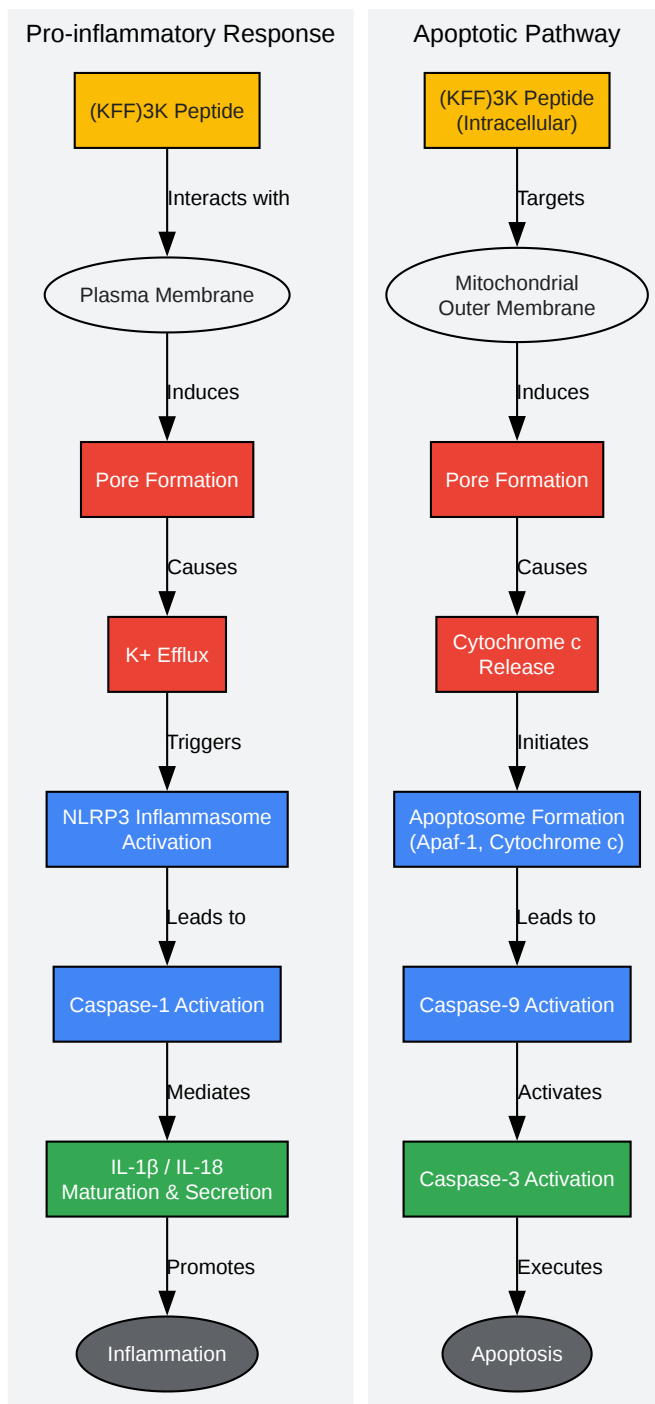 Pro-inflammatory Response
(KFF)3K Peptide
Interacts with
Plasma Membrane
Induces
Pore Formation
Causes
K+ Efflux
Triggers
NLRP3 Inflammasome
Activation
Leads to
Caspase-1 Activation
Mediates
IL-1β / IL-18
Maturation & Secretion
Promotes
Inflammation
Apoptotic Pathway
(KFF)3K Peptide
(Intracellular)
Targets
Mitochondrial
Outer Membrane
Induces
Pore Formation
Causes
Cytochrome c
Release
Initiates
Apoptosome Formation
(Apaf-1, Cytochrome c)
Leads to
Caspase-9 Activation
Activates
Caspase-3 Activation
Executes
Apoptosis